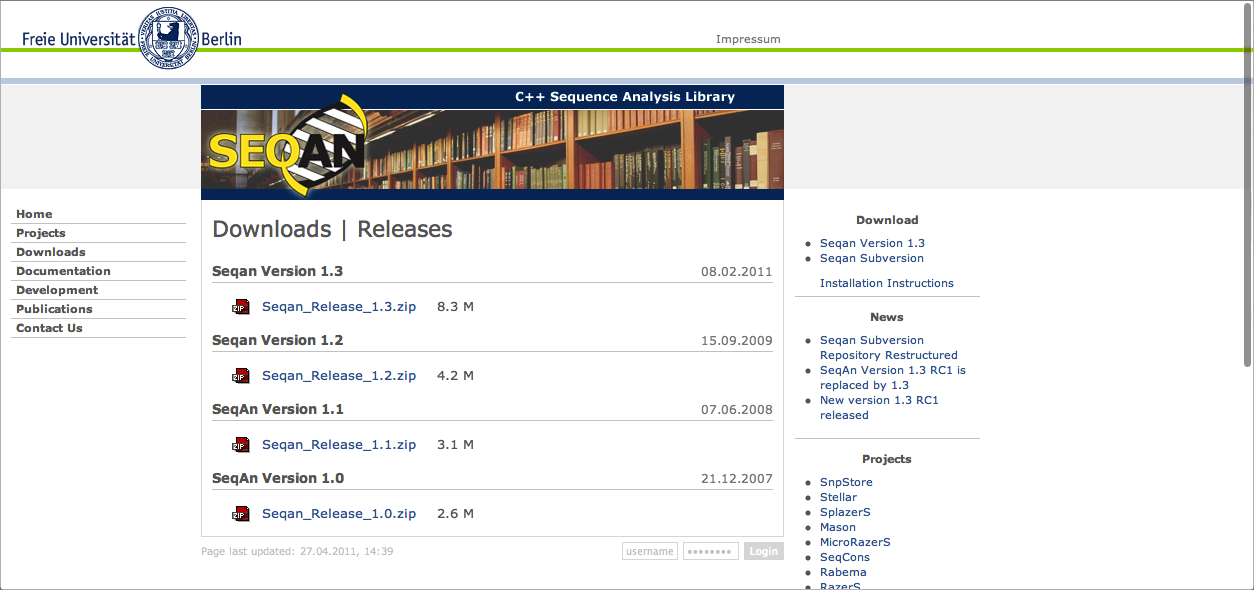 Freie Universität Berlin
Impressum
C++ Sequence Analysis Library
SEQAN
Home
Projects
Downloads
Documentation
Development
Publications
Contact Us
Downloads | Releases
Seqan Version 1.3 08.02.2011
ZIP Seqan_Release_1.3.zip 8.3 M
Seqan Version 1.2 15.09.2009
ZIP Seqan_Release_1.2.zip 4.2 M
SeqAn Version 1.1 07.06.2008
ZIP Seqan_Release_1.1.zip 3.1 M
SeqAn Version 1.0 21.12.2007
ZIP Seqan_Release_1.0.zip 2.6 M
Page last updated: 27.04.2011, 14:39
username •••••••• Login
Download
Seqan Version 1.3
Seqan Subversion
Installation Instructions
News
Seqan Subversion
Repository Restructured
SeqAn Version 1.3 RC1 is
replaced by 1.3
New version 1.3 RC1
released
Projects
SnpStore
Stellar
SplazerS
Mason
MicroRazerS
SeqCons
Rabema
RazerS